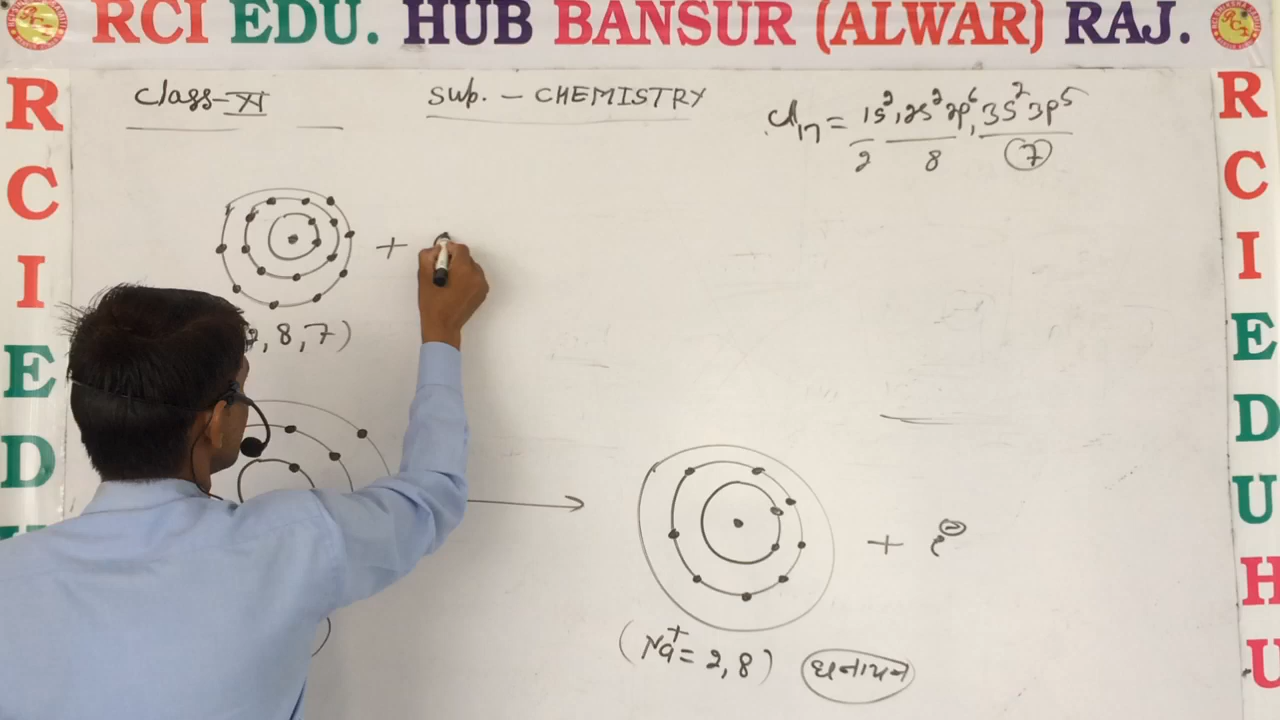 RCI EDU. HUB BANSUR (ALWAR) RAJ.
R
C
I
E
D
R
C
I
E
D
U
H
U
Class-XI
Sub. - CHEMISTRY
Cl₁₇ = 1s², 2s² 2p⁶, 3s² 3p⁵
2 8 7
+
, 8, 7)
+ e⊖
(Na⁺ = 2, 8) धनायन